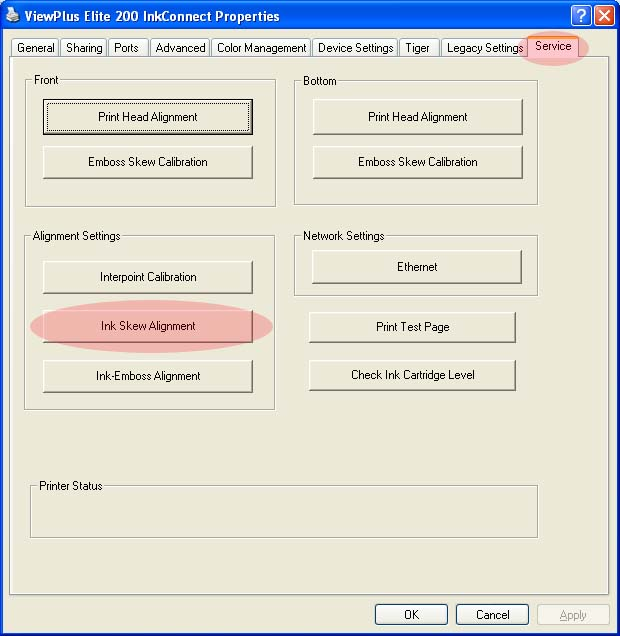 ViewPlus Elite 200 InkConnect Properties
General Sharing Ports Advanced Color Management Device Settings Tiger Legacy Settings Service
Front
Print Head Alignment
Emboss Skew Calibration
Bottom
Print Head Alignment
Emboss Skew Calibration
Alignment Settings
Interpoint Calibration
Ink Skew Alignment
Ink-Emboss Alignment
Network Settings
Ethernet
Print Test Page
Check Ink Cartridge Level
Printer Status
OK Cancel Apply